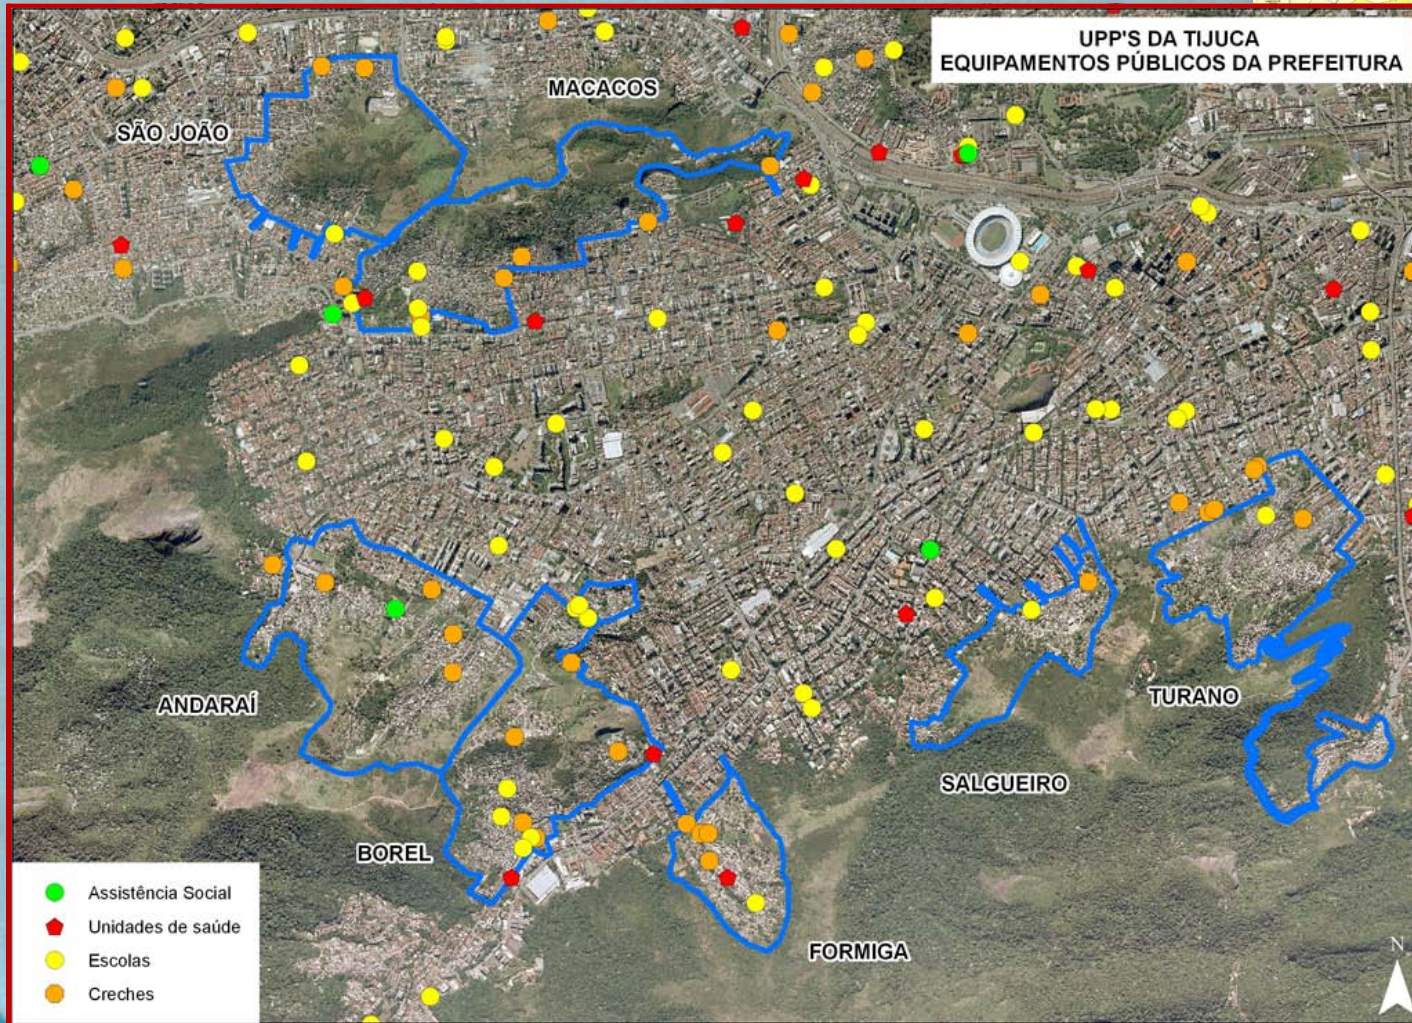 UPP'S DA TIJUCA
EQUIPAMENTOS PÚBLICOS DA PREFEITURA
MACACOS
SÃO JOÃO
ANDARAÍ
TURANO
SALGUEIRO
BOREL
FORMIGA
Assistência Social
Unidades de saúde
Escolas
Creches
N